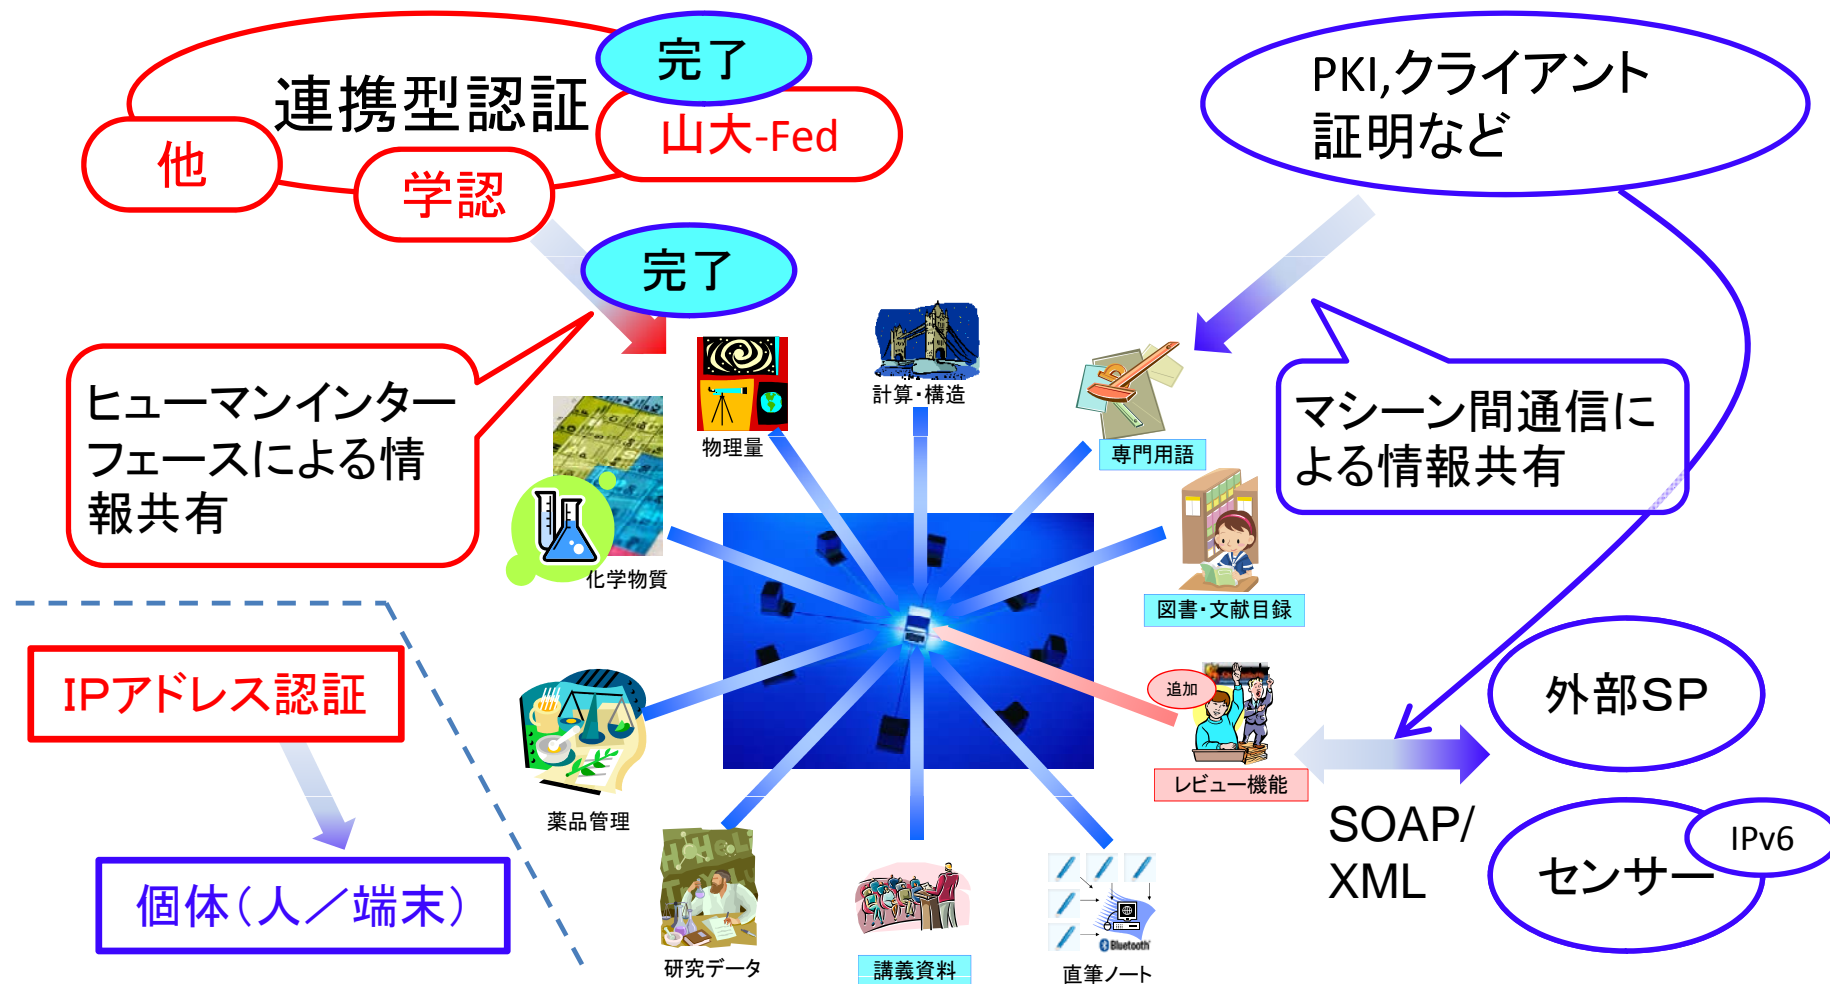 完了
連携型認証
山大-Fed
他
学認
PKI,クライアント
証明など
完了
ヒューマンインター
フェースによる情
報共有
マシーン間通信に
よる情報共有
物理量
計算・構造
専門用語
化学物質
図書・文献目録
IPアドレス認証
個体(人/端末)
薬品管理
追加
レビュー機能
外部SP
SOAP/
XML
センサー
IPv6
研究データ
講義資料
Bluetooth
直筆ノート